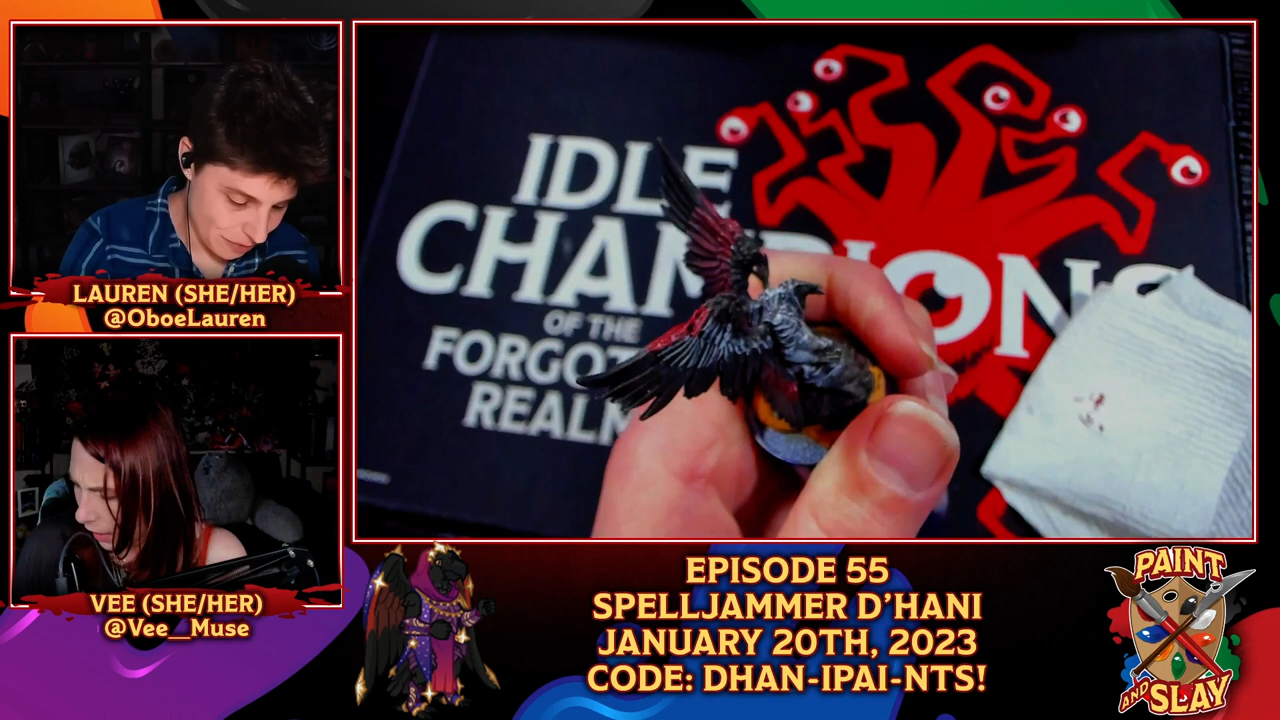 LAUREN (SHE/HER)
@OboeLauren
VEE (SHE/HER)
@Vee__Muse
IDLE
CHAMPIONS
OF THE
FORGOT
REALM
EPISODE 55
SPELLJAMMER D'HANI
JANUARY 20TH, 2023
CODE: DHAN-IPAI-NTS!
PAINT
AND SLAY